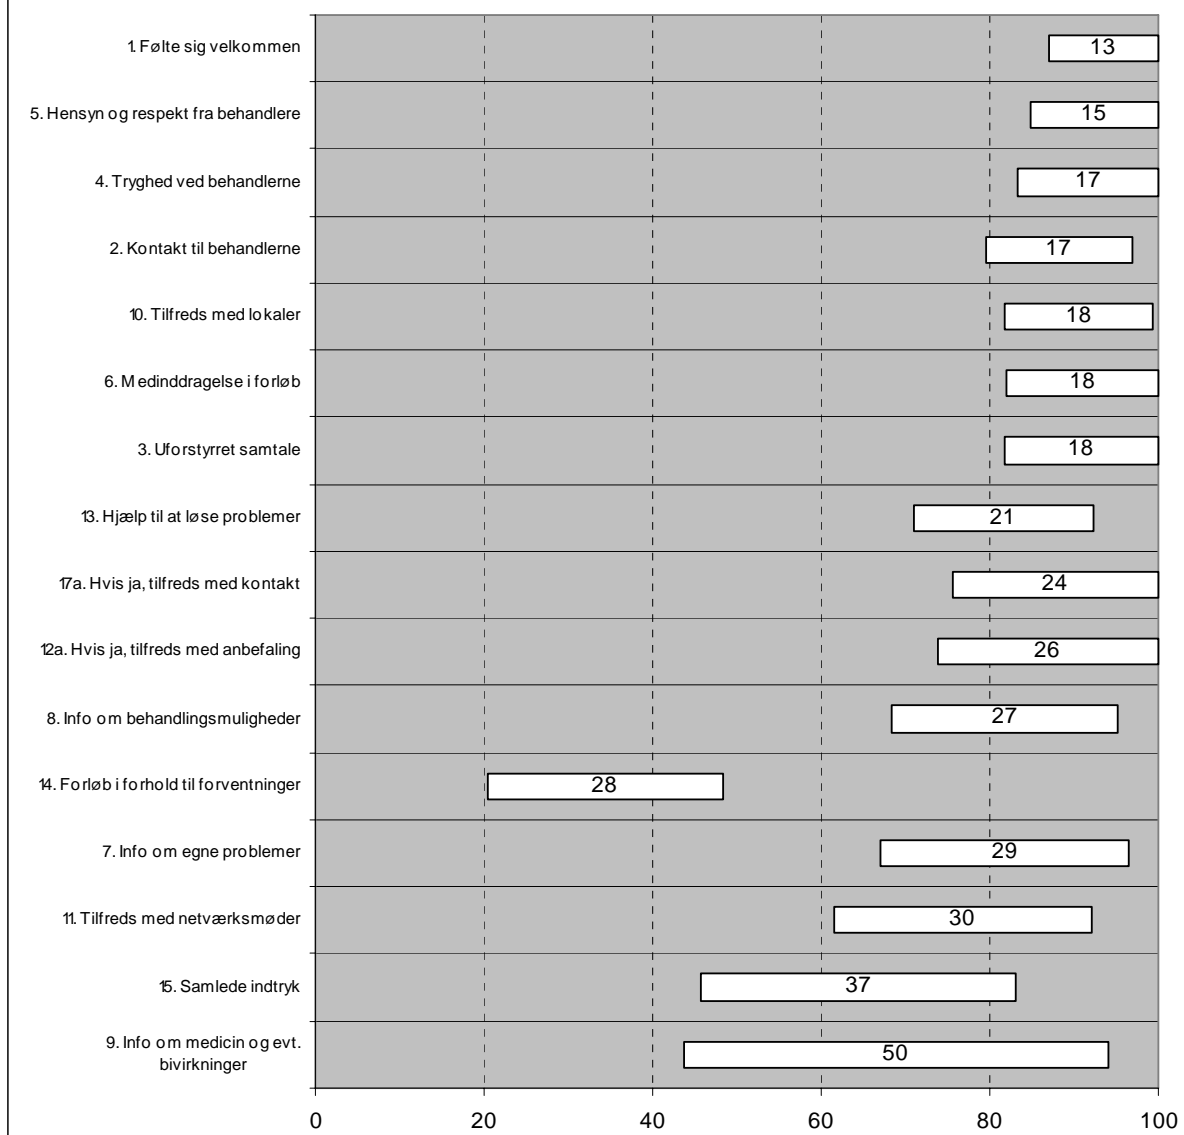 1. Følte sig velkommen
13
5. Hensyn og respekt fra behandlere
15
4. Tryghed ved behandlerne
17
2. Kontakt til behandlerne
17
10. Tilfreds med lokaler
18
6. Medinddragelse i forløb
18
3. Uforstyrret samtale
18
13. Hjælp til at løse problemer
21
17a. Hvis ja, tilfreds med kontakt
24
12a. Hvis ja, tilfreds med anbefaling
26
8. Info om behandlingsmuligheder
27
14. Forløb i forhold til forventninger
28
7. Info om egne problemer
29
11. Tilfreds med netværksmøder
30
15. Samlede indtryk
37
9. Info om medicin og evt.
bivirkninger
50
0 20 40 60 80 100